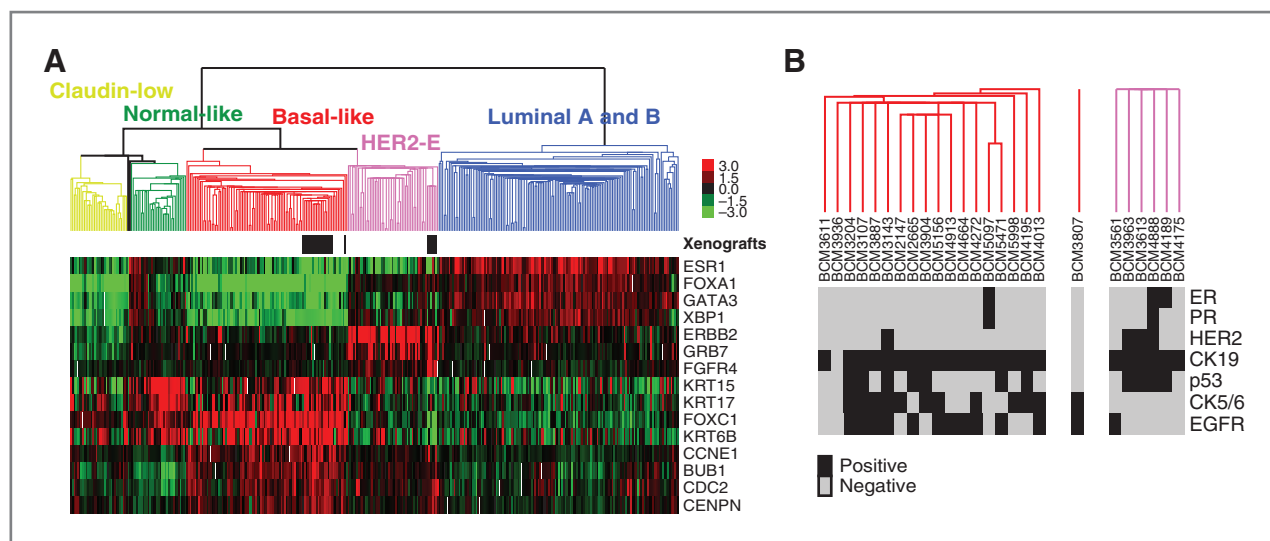 A
Claudin-low
Normal-like
Basal-like
HER2-E
Luminal A and B
3.0
1.5
0.0
−1.5
−3.0
Xenografts
ESR1
FOXA1
GATA3
XBP1
ERBB2
GRB7
FGFR4
KRT15
KRT17
FOXC1
KRT6B
CCNE1
BUB1
CDC2
CENPN
B
BCM3611
BCM3936
BCM3204
BCM3107
BCM3887
BCM3143
BCM2147
BCM2665
BCM3904
BCM5156
BCM4913
BCM4664
BCM4272
BCM5097
BCM5471
BCM5998
BCM4195
BCM4013
BCM3807
BCM3561
BCM3963
BCM3613
BCM4888
BCM4189
BCM4175
ER
PR
HER2
CK19
p53
CK5/6
EGFR
Positive
Negative